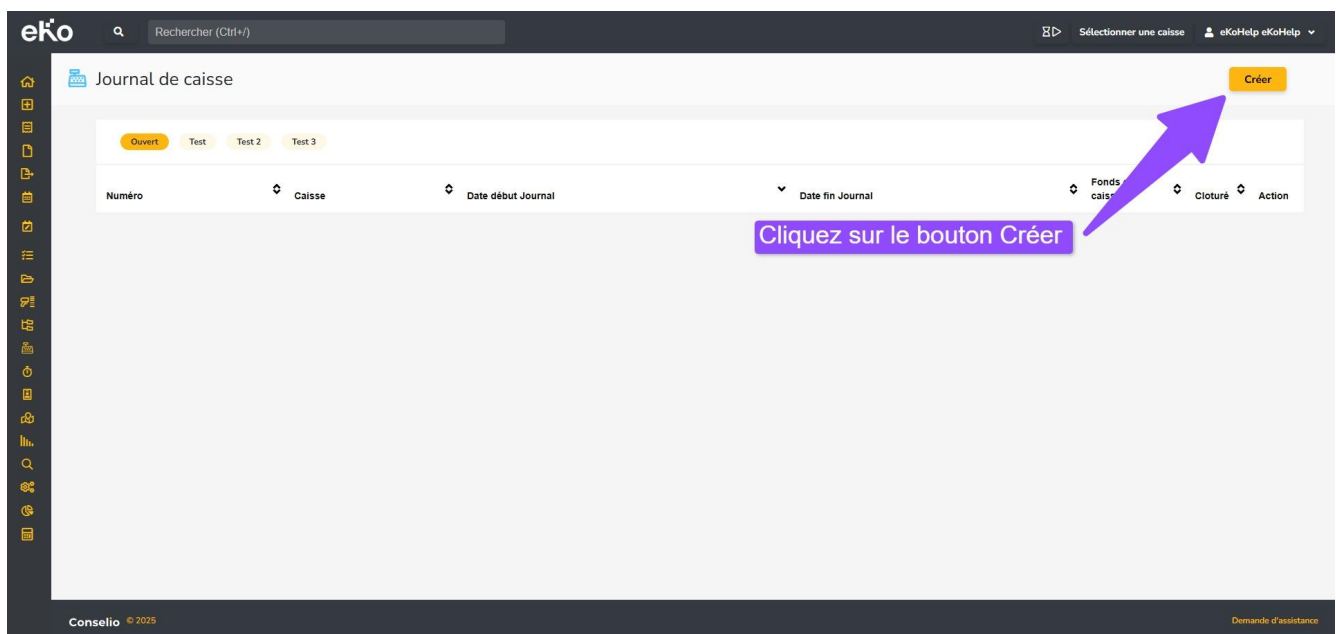 eKo
Rechercher (Ctrl+/)
Sélectionner une caisse
eKoHelp eKoHelp
Journal de caisse
Créer
Ouvert Test Test 2 Test 3
Numéro Caisse Date début Journal Date fin Journal Fonds
Cloturé Action
Cliquez sur le bouton Créer
Conselio © 2025
Demande d'assistance